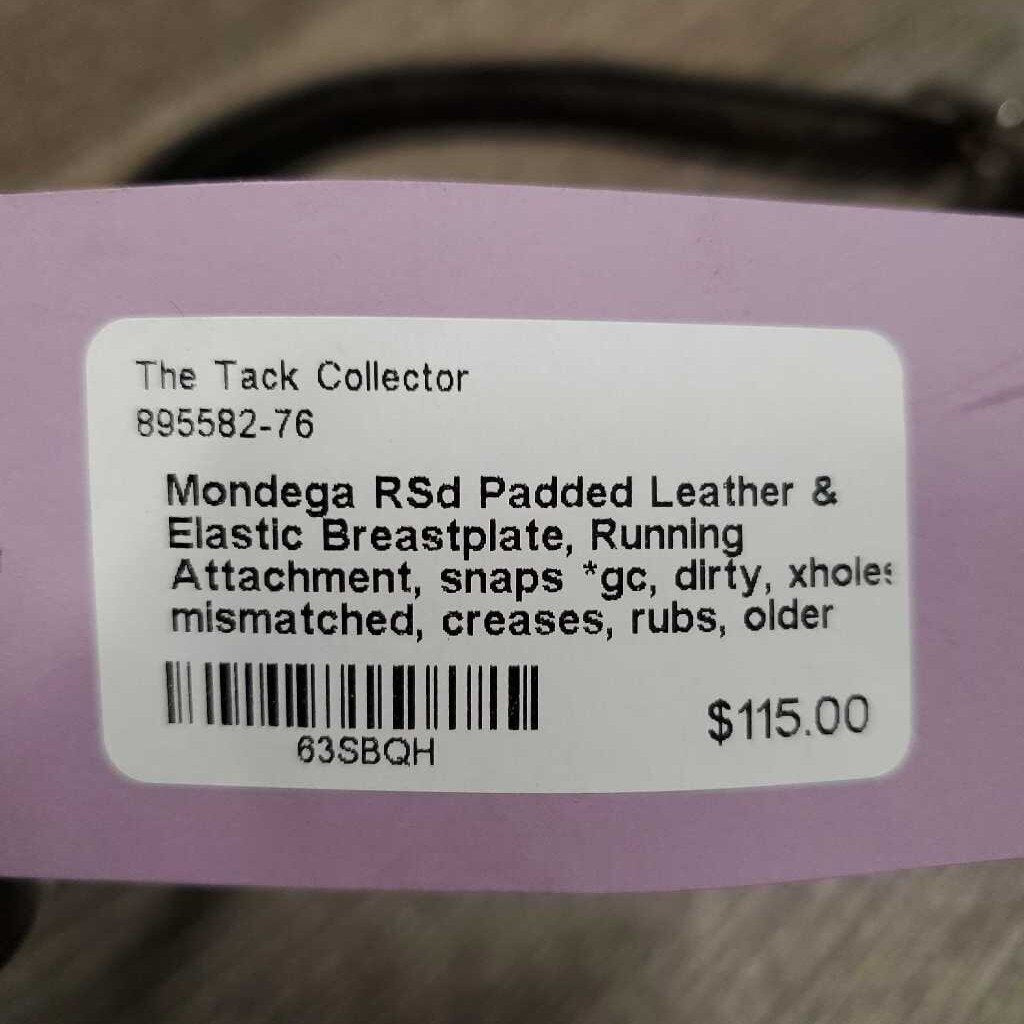 The Tack Collector
895582-76
Mondega RSd Padded Leather &
Elastic Breastplate, Running
Attachment, snaps *gc, dirty, xholes
mismatched, creases, rubs, older
63SBQH
$115.00